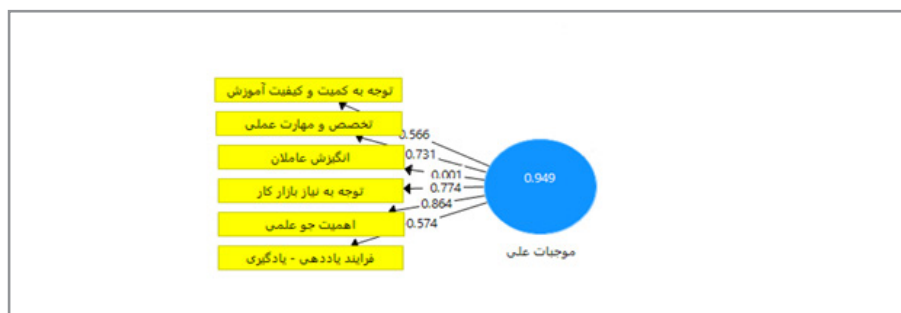 توجه به کمیت و کیفیت آموزش
تخصص و مهارت عملی
انگیزش عاملان
توجه به نیاز بازار کار
اهمیت جو علمی
فرایند یاددهی - یادگیری
0.566
0.731
0.001
0.774
0.864
0.574
0.949
موجبات علی